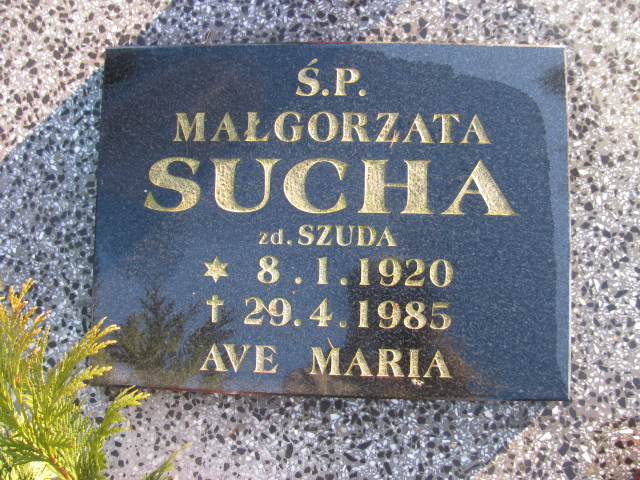 Ś.P.
MAŁGORZATA
SUCHA
zd. SZUDA
* 8.1.1920
† 29.4.1985
AVE MARIA